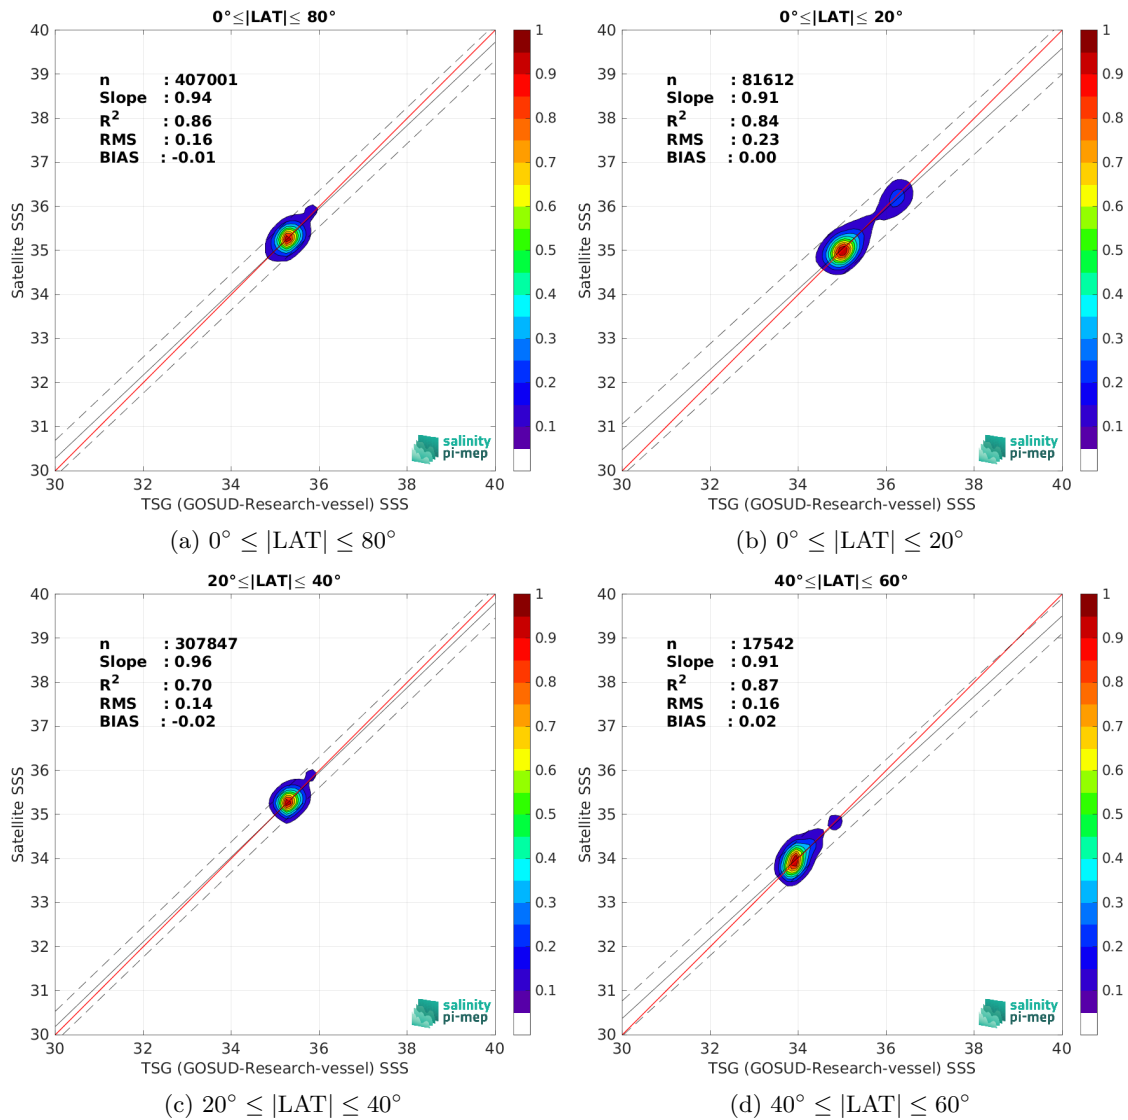 0°≤|LAT|≤ 80°
40
39
38
37
36
35
34
33
32
31
30
30
32
34
36
38
40
Satellite SSS
TSG (GOSUD-Research-vessel) SSS
n : 407001
Slope : 0.94
R² : 0.86
RMS : 0.16
BIAS : -0.01
salinity
pi-mep
1
0.9
0.8
0.7
0.6
0.5
0.4
0.3
0.2
0.1
(a) 0° ≤ |LAT| ≤ 80°
0°≤|LAT|≤ 20°
40
39
38
37
36
35
34
33
32
31
30
30
32
34
36
38
40
Satellite SSS
TSG (GOSUD-Research-vessel) SSS
n : 81612
Slope : 0.91
R² : 0.84
RMS : 0.23
BIAS : 0.00
salinity
pi-mep
1
0.9
0.8
0.7
0.6
0.5
0.4
0.3
0.2
0.1
(b) 0° ≤ |LAT| ≤ 20°
20°≤|LAT|≤ 40°
40
39
38
37
36
35
34
33
32
31
30
30
32
34
36
38
40
Satellite SSS
TSG (GOSUD-Research-vessel) SSS
n : 307847
Slope : 0.96
R² : 0.70
RMS : 0.14
BIAS : -0.02
salinity
pi-mep
1
0.9
0.8
0.7
0.6
0.5
0.4
0.3
0.2
0.1
(c) 20° ≤ |LAT| ≤ 40°
40°≤|LAT|≤ 60°
40
39
38
37
36
35
34
33
32
31
30
30
32
34
36
38
40
Satellite SSS
TSG (GOSUD-Research-vessel) SSS
n : 17542
Slope : 0.91
R² : 0.87
RMS : 0.16
BIAS : 0.02
salinity
pi-mep
1
0.9
0.8
0.7
0.6
0.5
0.4
0.3
0.2
0.1
(d) 40° ≤ |LAT| ≤ 60°